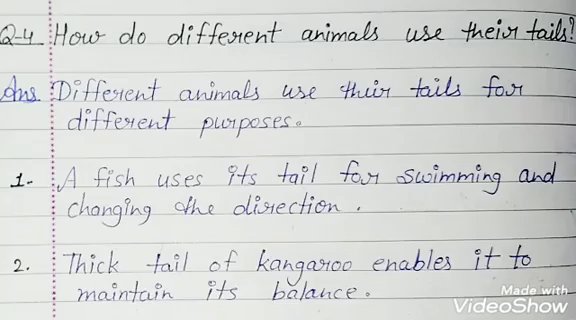 Q-4 How do different animals use their tails?
Ans Different animals use their tails for
different purposes.
1- A fish uses its tail for swimming and
changing the direction.
2. Thick tail of kangaroo enables it to
maintain its balance.
Made with
VideoShow